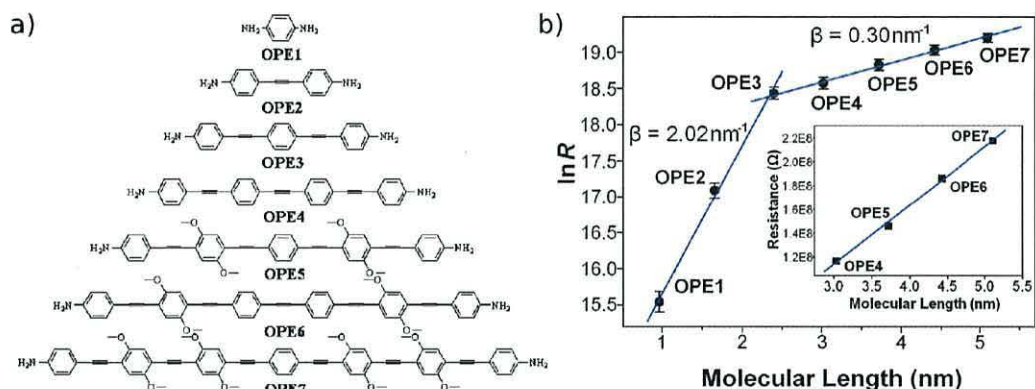 a)
NH₂ NH₂
OPE1
H₂N NH₂
OPE2
H₂N NH₂
OPE3
H₂N NH₂
OPE4
H₂N O O NH₂
O O
OPE5
H₂N O O NH₂
O O
OPE6
H₂N O O O O NH₂
O O O O
OPE7
b)
β = 0.30nm⁻¹
β = 2.02nm⁻¹
OPE1
OPE2
OPE3
OPE4
OPE5
OPE6
OPE7
lnR
19.0
18.5
18.0
17.5
17.0
16.5
16.0
15.5
1 2 3 4 5
Molecular Length (nm)
Resistance (Ω)
2.2E8
2.0E8
1.8E8
1.6E8
1.4E8
1.2E8
OPE7
OPE6
OPE5
OPE4
3.0 3.5 4.0 4.5 5.0 5.5
Molecular Length (nm)